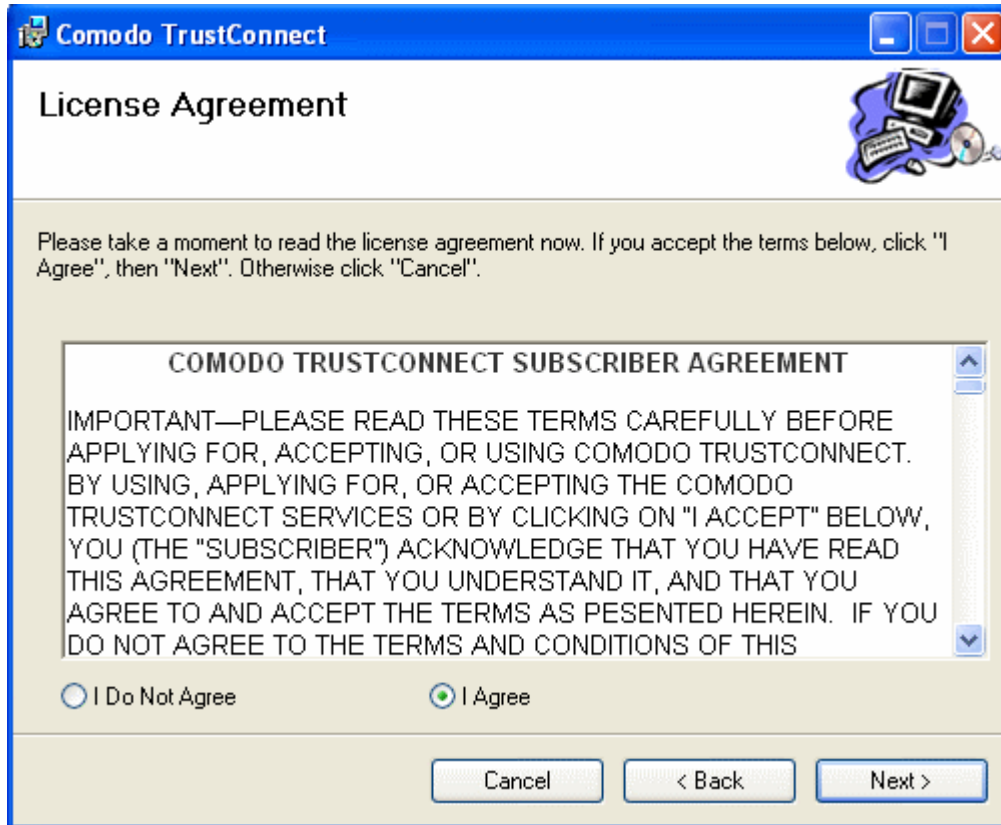 Comodo TrustConnect
License Agreement
Please take a moment to read the license agreement now. If you accept the terms below, click "I
Agree", then "Next". Otherwise click "Cancel".
COMODO TRUSTCONNECT SUBSCRIBER AGREEMENT
IMPORTANT—PLEASE READ THESE TERMS CAREFULLY BEFORE
APPLYING FOR, ACCEPTING, OR USING COMODO TRUSTCONNECT.
BY USING, APPLYING FOR, OR ACCEPTING THE COMODO
TRUSTCONNECT SERVICES OR BY CLICKING ON "I ACCEPT" BELOW,
YOU (THE "SUBSCRIBER") ACKNOWLEDGE THAT YOU HAVE READ
THIS AGREEMENT, THAT YOU UNDERSTAND IT, AND THAT YOU
AGREE TO AND ACCEPT THE TERMS AS PESENTED HEREIN.  IF YOU
DO NOT AGREE TO THE TERMS AND CONDITIONS OF THIS
I Do Not Agree
I Agree
Cancel
< Back
Next >